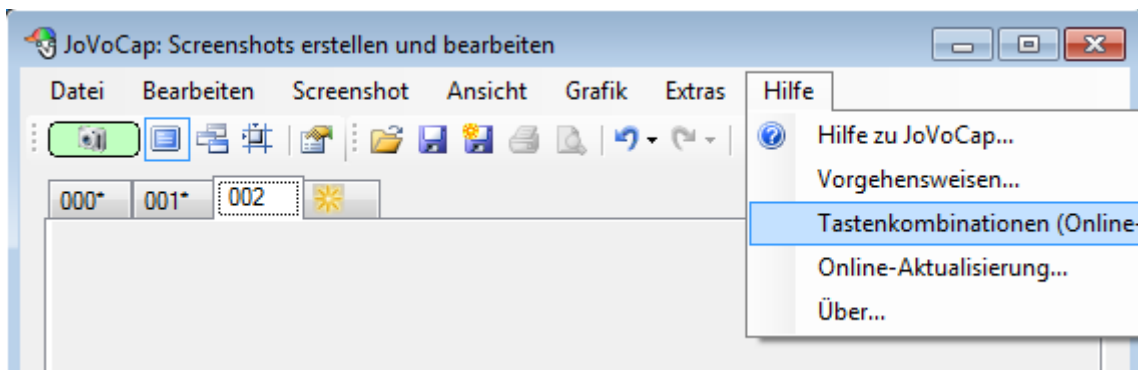 JoVoCap: Screenshots erstellen und bearbeiten
Datei Bearbeiten Screenshot Ansicht Grafik Extras Hilfe
Hilfe zu JoVoCap...
Vorgehensweisen...
000* 001* 002
Tastenkombinationen (Online-
Online-Aktualisierung...
Über...